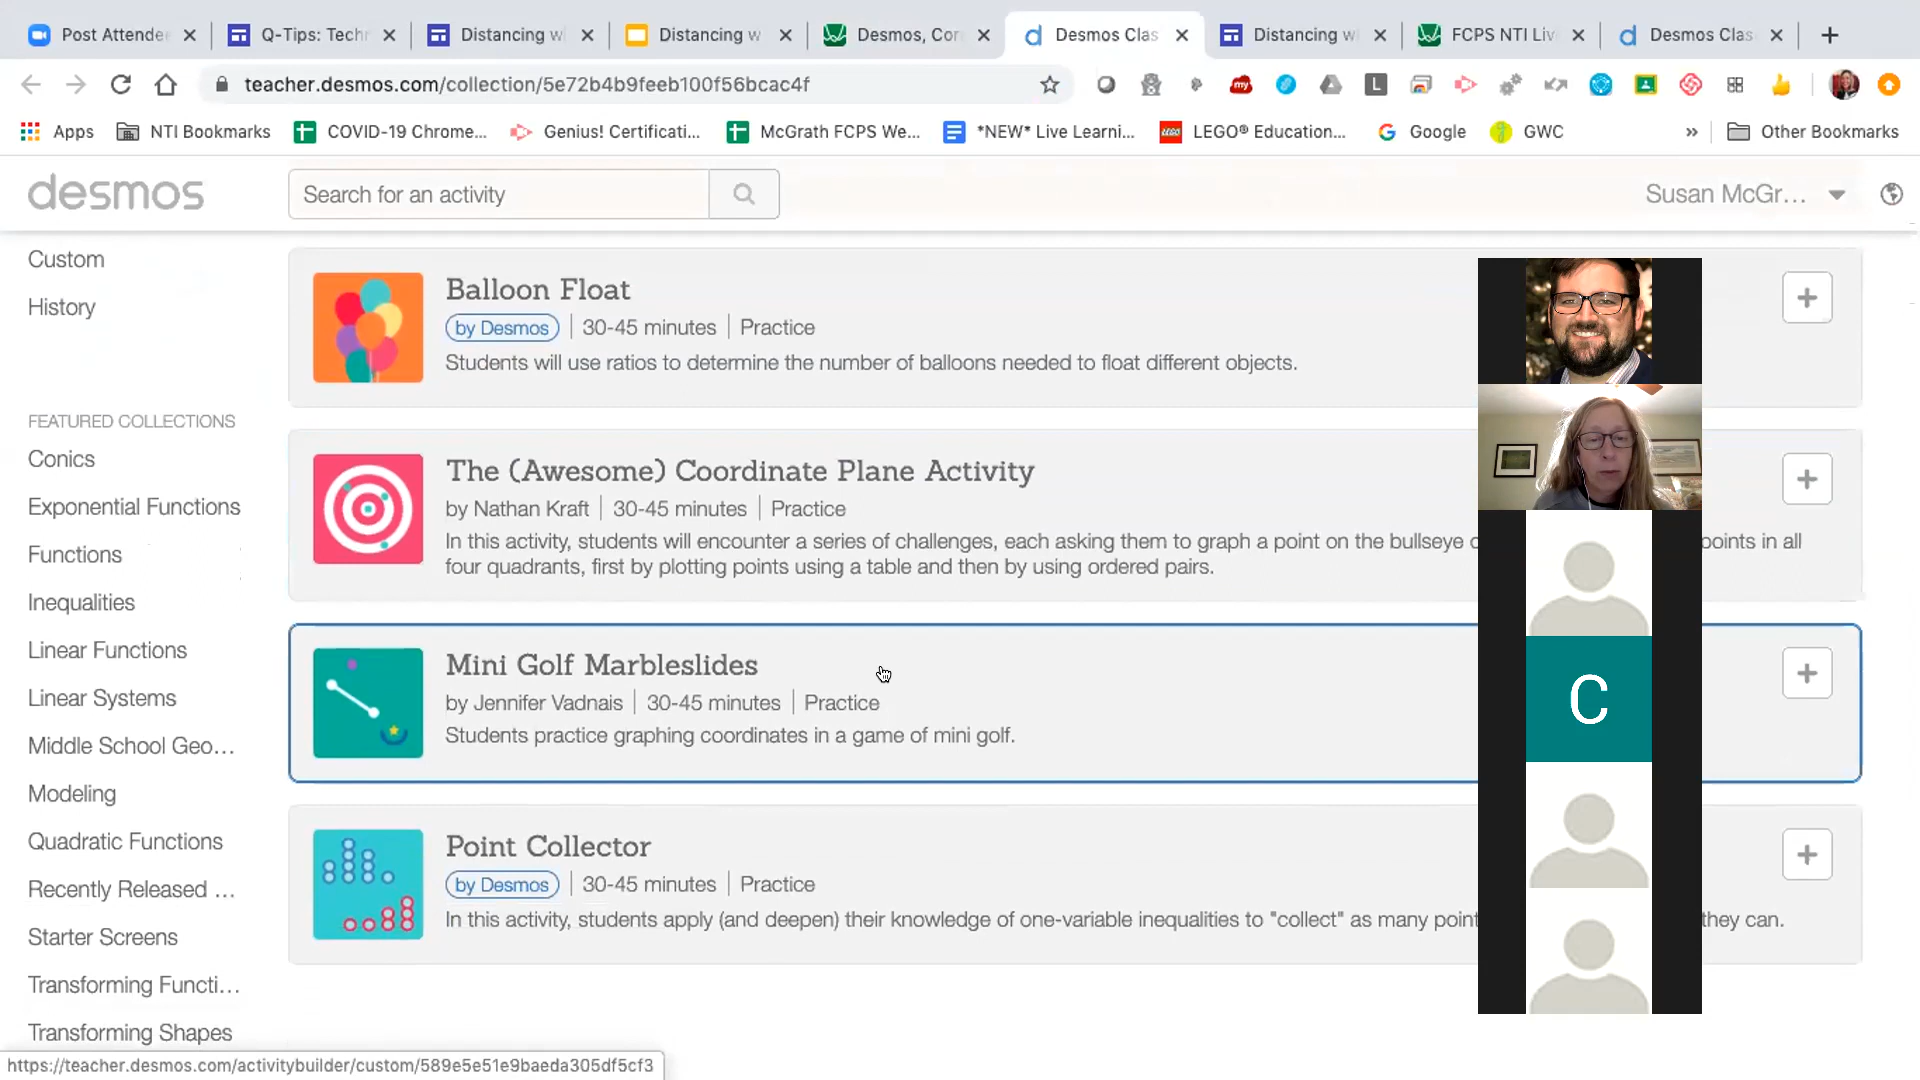 Post Attende
Q-Tips: Tech
Distancing w
Distancing w
Desmos, Con
Desmos Clas
Distancing w
FCPS NTI Liv
Desmos Clas
teacher.desmos.com/collection/5e72b4b9feeb100f56bcac4f
my
L
Apps
NTI Bookmarks
COVID-19 Chrome...
Genius! Certificati...
McGrath FCPS We...
*NEW* Live Learni...
LEGO® Education...
Google
GWC
»
Other Bookmarks
desmos
Search for an activity
Susan McGr...
Custom
History
FEATURED COLLECTIONS
Conics
Exponential Functions
Functions
Inequalities
Linear Functions
Linear Systems
Middle School Geo...
Modeling
Quadratic Functions
Recently Released ...
Starter Screens
Transforming Functi...
Transforming Shapes
Balloon Float
by Desmos | 30-45 minutes | Practice
Students will use ratios to determine the number of balloons needed to float different objects.
The (Awesome) Coordinate Plane Activity
by Nathan Kraft | 30-45 minutes | Practice
In this activity, students will encounter a series of challenges, each asking them to graph a point on the bullseye points in all
four quadrants, first by plotting points using a table and then by using ordered pairs.
Mini Golf Marbleslides
by Jennifer Vadnais | 30-45 minutes | Practice
Students practice graphing coordinates in a game of mini golf.
Point Collector
by Desmos | 30-45 minutes | Practice
In this activity, students apply (and deepen) their knowledge of one-variable inequalities to "collect" as many point they can.
C
https://teacher.desmos.com/activitybuilder/custom/589e5e51e9baeda305df5cf3